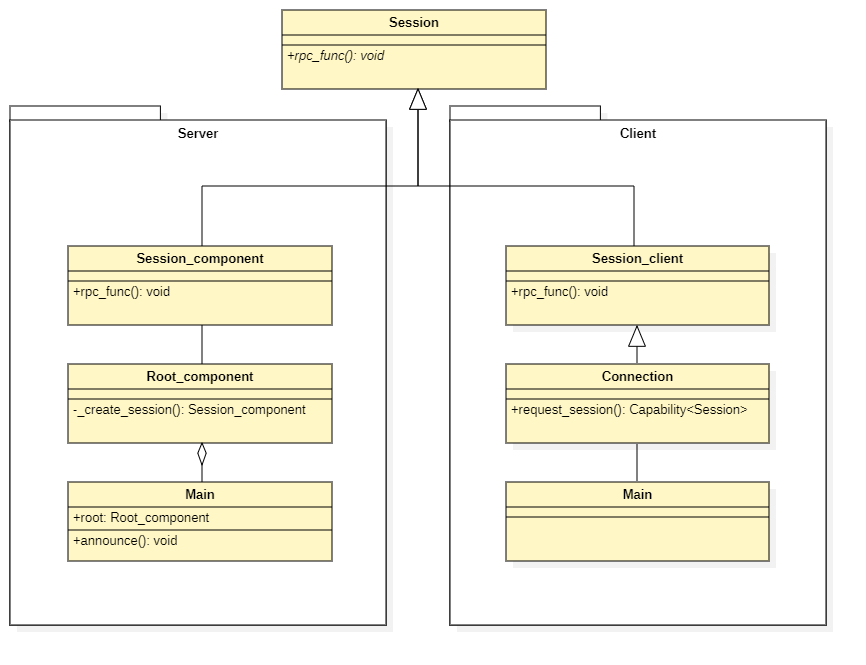 Session
+rpc_func(): void
Server
Session_component
+rpc_func(): void
Root_component
-_create_session(): Session_component
Main
+root: Root_component
+announce(): void
Client
Session_client
+rpc_func(): void
Connection
+request_session(): Capability<Session>
Main